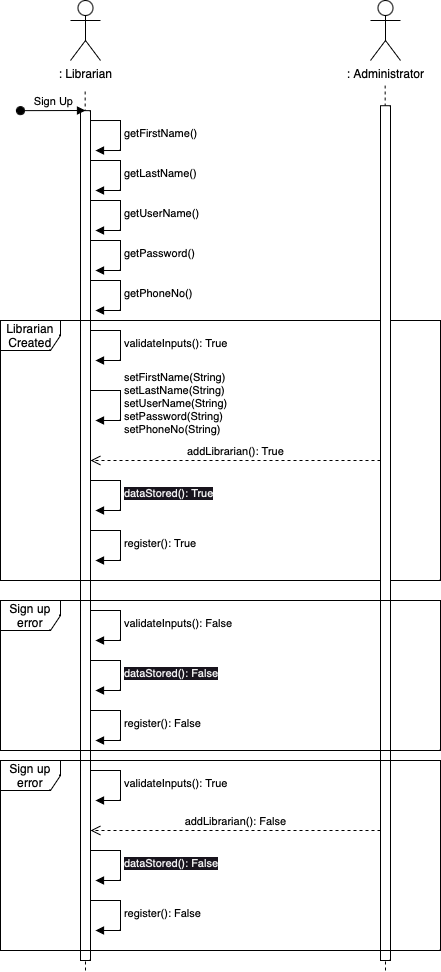 : Librarian
: Administrator
Sign Up
getFirstName()
getLastName()
getUserName()
getPassword()
getPhoneNo()
Librarian
Created
validateInputs(): True
setFirstName(String)
setLastName(String)
setUserName(String)
setPassword(String)
setPhoneNo(String)
addLibrarian(): True
dataStored(): True
register(): True
Sign up
error
validateInputs(): False
dataStored(): False
register(): False
Sign up
error
validateInputs(): True
addLibrarian(): False
dataStored(): False
register(): False